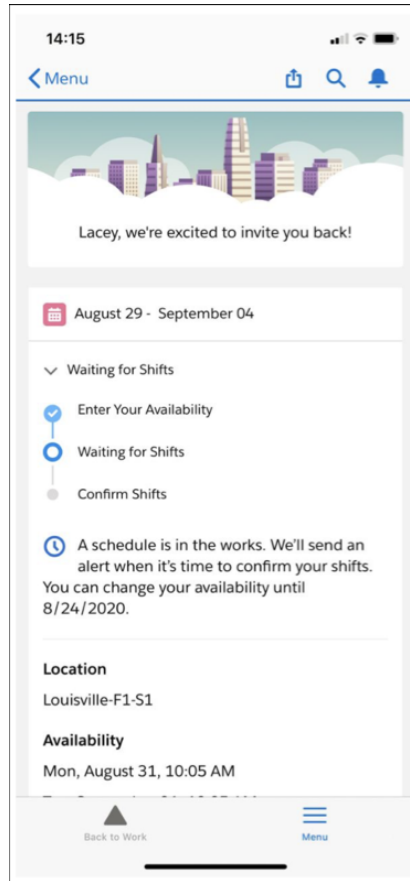 14:15
Menu
Lacey, we're excited to invite you back!
August 29 - September 04
Waiting for Shifts
Enter Your Availability
Waiting for Shifts
Confirm Shifts
A schedule is in the works. We'll send an
alert when it's time to confirm your shifts.
You can change your availability until
8/24/2020.
Location
Louisville-F1-S1
Availability
Mon, August 31, 10:05 AM
Back to Work
Menu